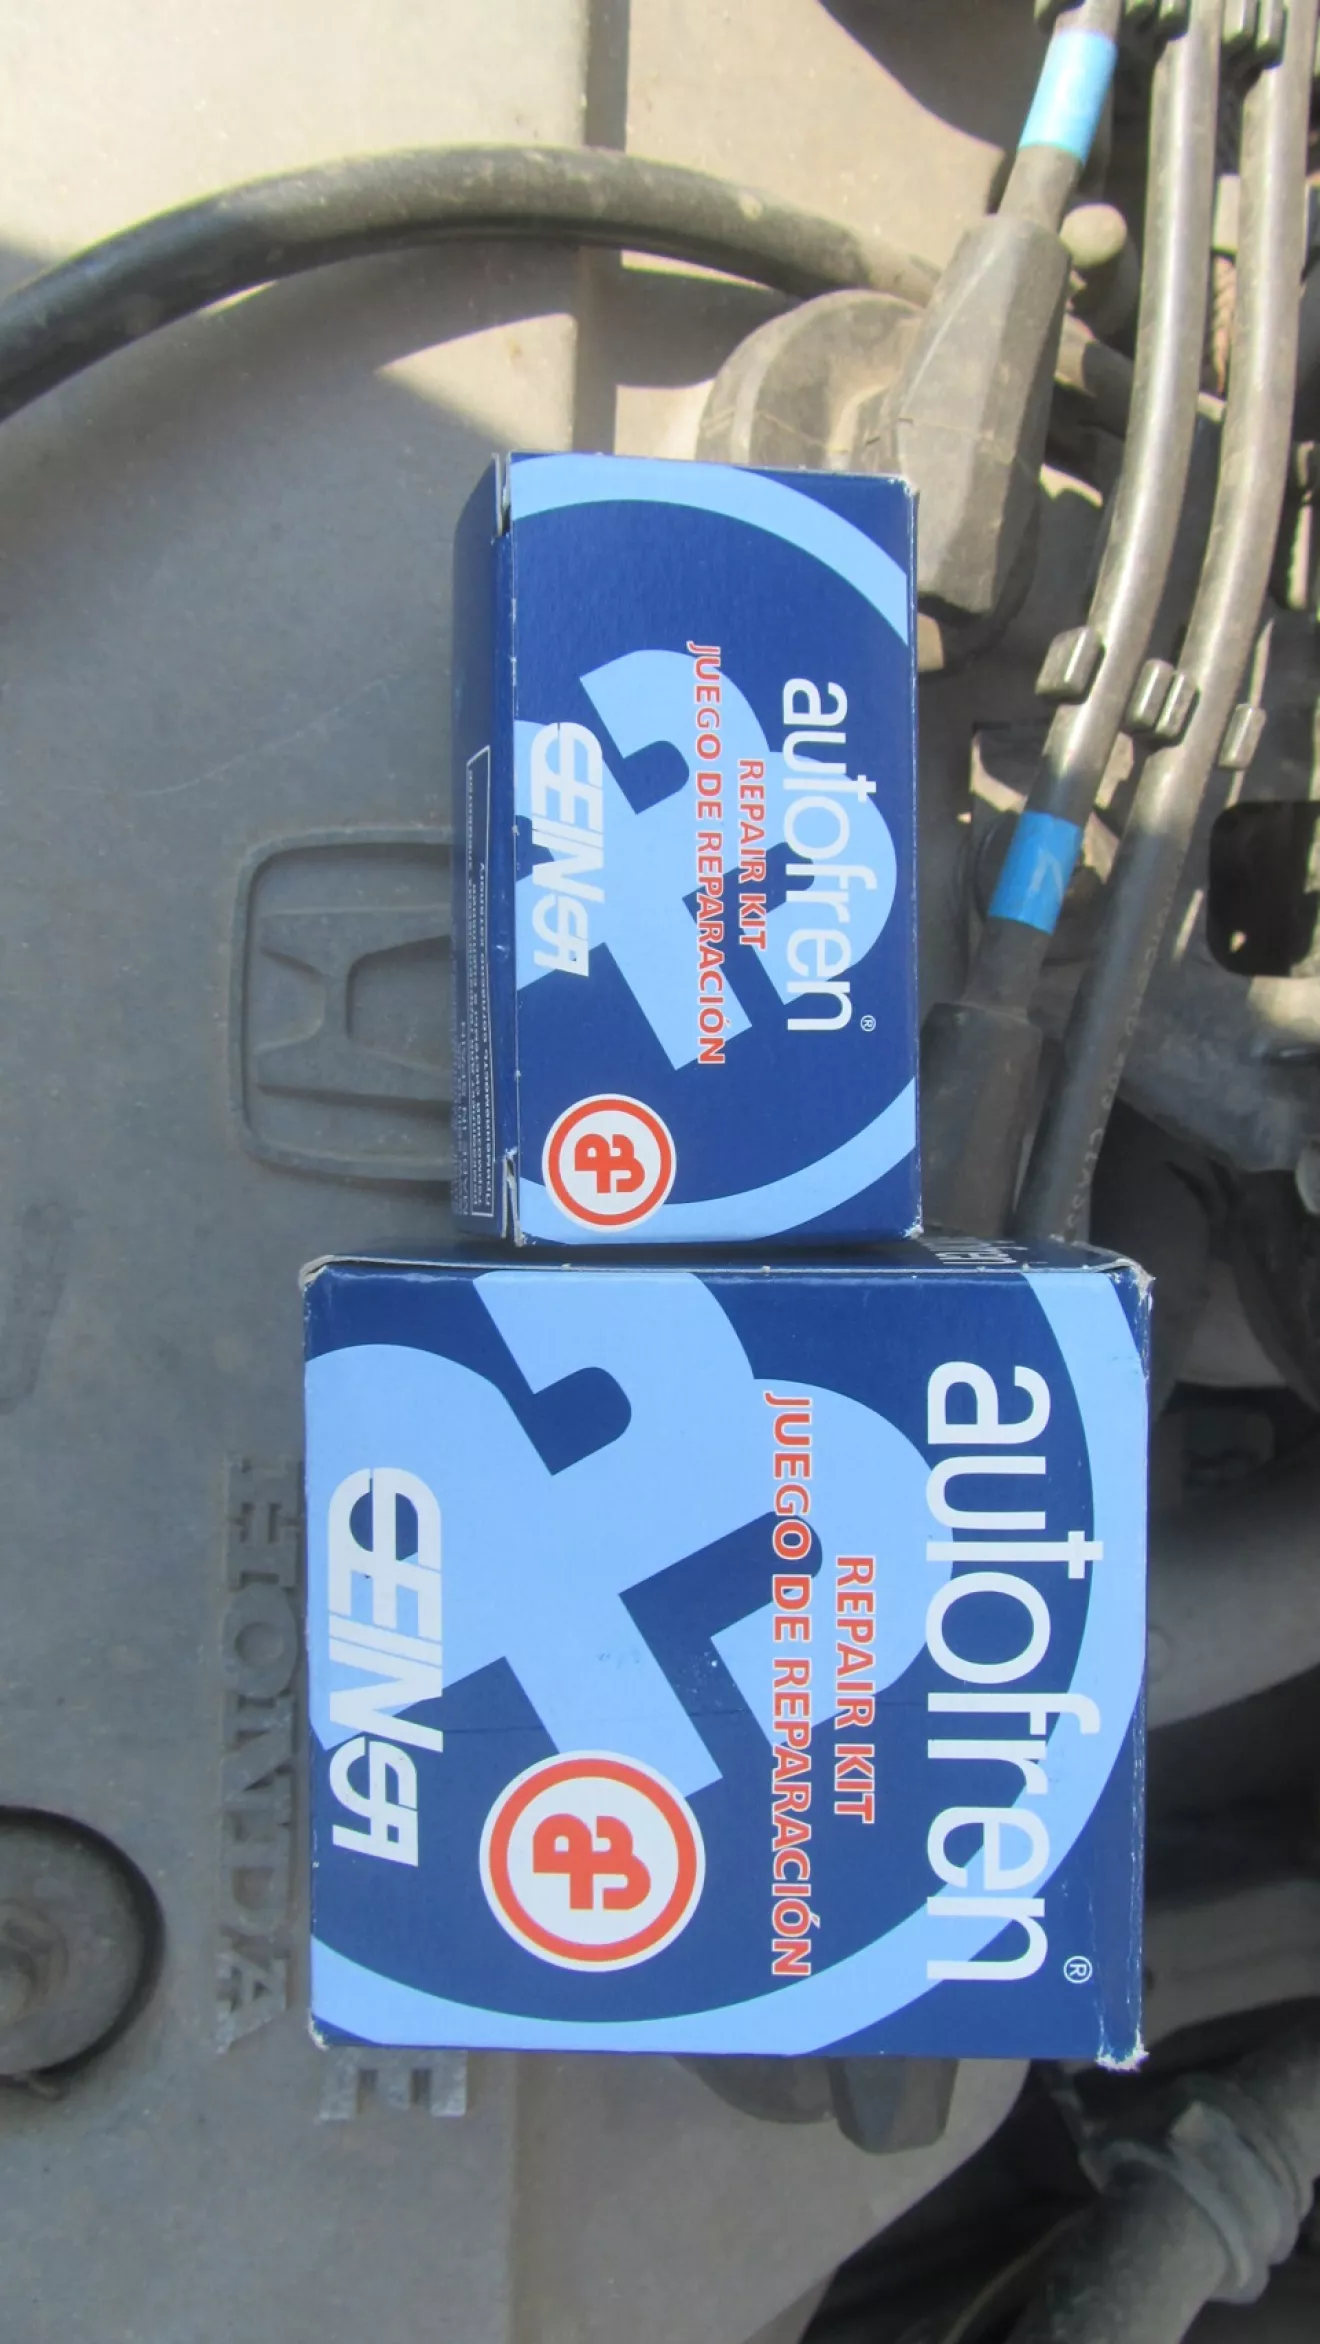 autofren®
REPAIR KIT
JUEGO DE REPARACIÓN
SEINSA
autofren®
REPAIR KIT
JUEGO DE REPARACIÓN
SEINSA
HONDA